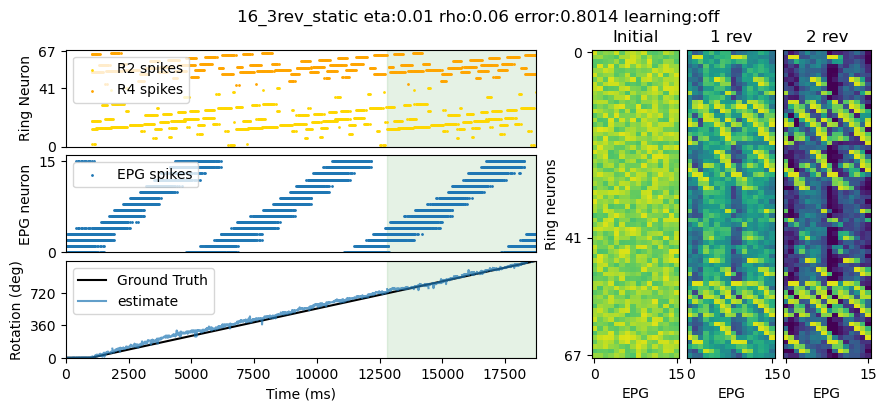 16_3rev_static eta:0.01 rho:0.06 error:0.8014 learning:off
Ring Neuron
67
41
0
R2 spikes
R4 spikes
EPG neuron
15
0
EPG spikes
Rotation (deg)
720
360
0
Ground Truth
estimate
0 2500 5000 7500 10000 12500 15000 17500
Time (ms)
Initial 1 rev 2 rev
Ring neurons
0
41
67
0 15 0 15 0 15
EPG EPG EPG